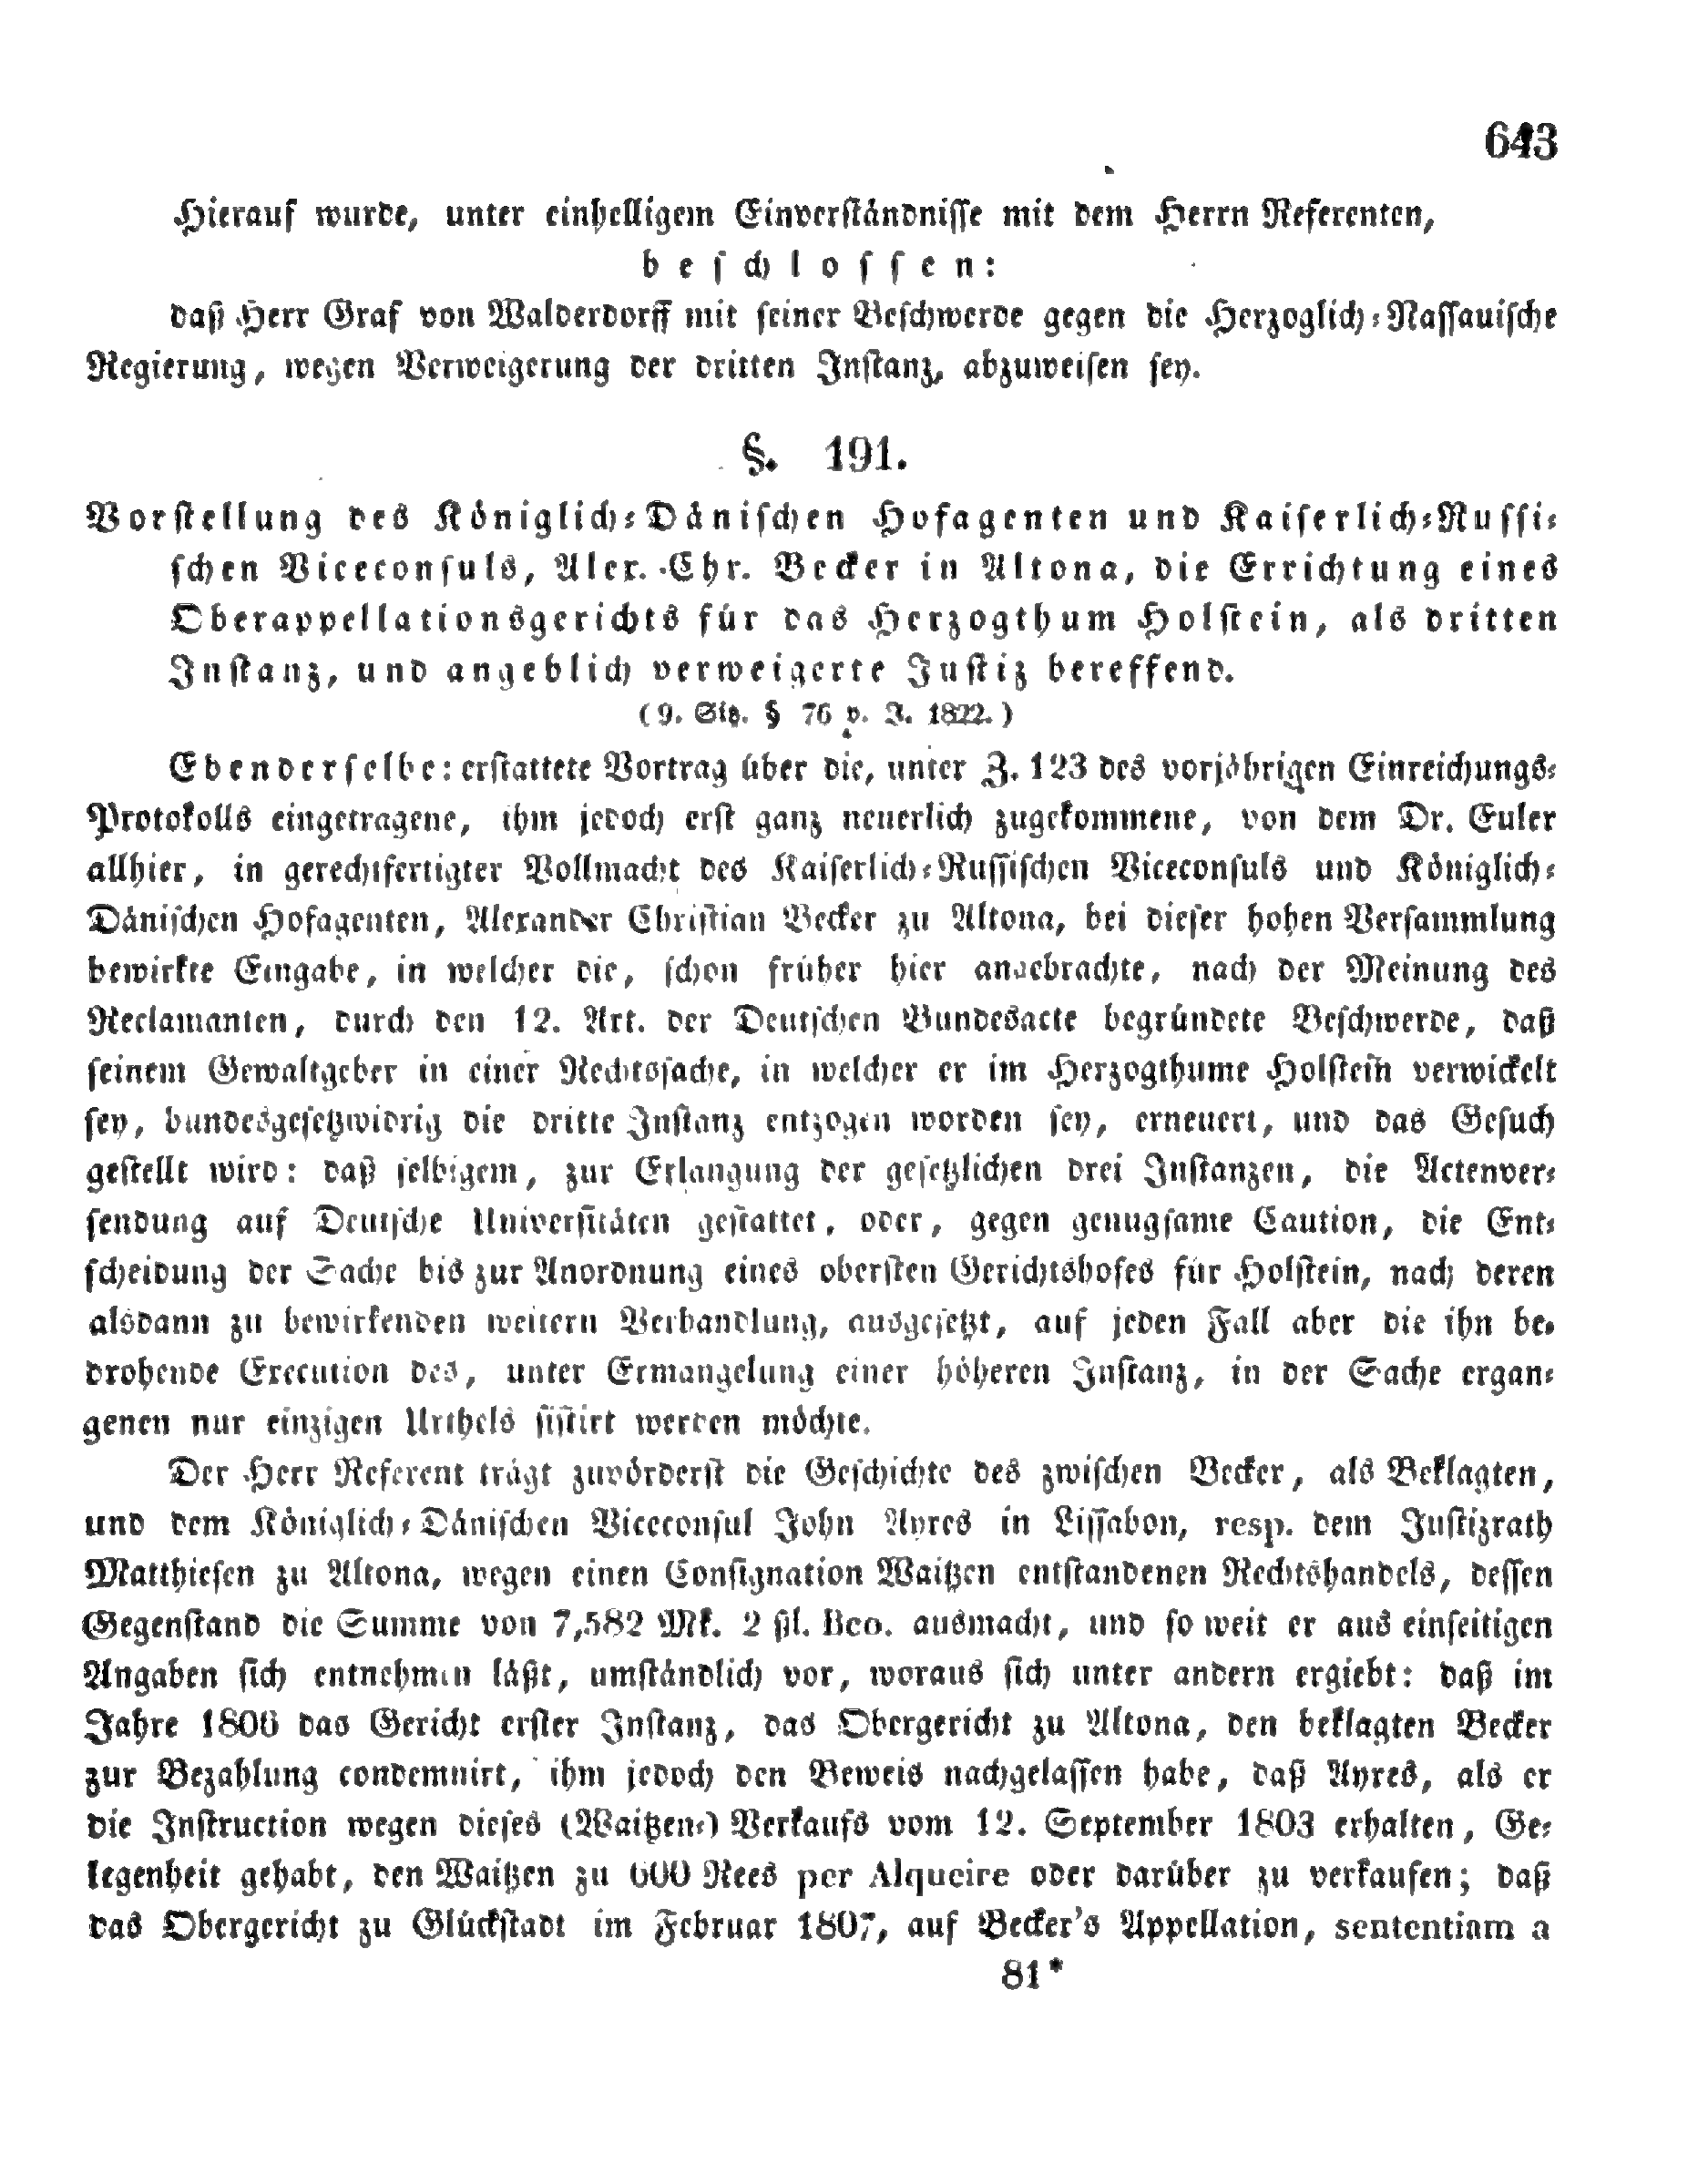 643
Hierauf wurde, unter einhelligem Einverständnisse mit dem Herrn Referenten,
beschlossen:
daß Herr Graf von Walderdorff mit seiner Beschwerde gegen die Herzoglich-Nassauische
Regierung, wegen Verweigerung der dritten Instanz, abzuweisen sey.
§. 191.
Vorstellung des Königlich-Dänischen Hofagenten und Kaiserlich-Russi-
schen Viceconsuls, Alex. Chr. Becker in Altona, die Errichtung eines
Oberappellationsgerichts für das Herzogthum Holstein, als dritten
Instanz, und angeblich verweigerte Justiz bereffend.
(9. Sitz. § 76 v. J. 1822.)
Ebenderselbe: erstattete Vortrag über die, unter Z. 123 des vorjährigen Einreichungs-
Protokolls eingetragene, ihm jedoch erst ganz neuerlich zugekommene, von dem Dr. Euler
allhier, in gerechtfertigter Vollmacht des Kaiserlich-Russischen Viceconsuls und Königlich-
Dänischen Hofagenten, Alexander Christian Becker zu Altona, bei dieser hohen Versammlung
bewirkte Eingabe, in welcher die, schon früher hier angebrachte, nach der Meinung des
Reclamanten, durch den 12. Art. der Deutschen Bundesacte begründete Beschwerde, daß
seinem Gewaltgeber in einer Rechtssache, in welcher er im Herzogthume Holstein verwickelt
sey, bundesgesetzwidrig die dritte Instanz entzogen worden sey, erneuert, und das Gesuch
gestellt wird: daß selbigem, zur Erlangung der gesetzlichen drei Instanzen, die Actenver-
sendung auf Deutsche Universitäten gestattet, oder, gegen genugsame Caution, die Ent-
scheidung der Sache bis zur Anordnung eines obersten Gerichtshofes für Holstein, nach deren
alsdann zu bewirkenden weitern Verhandlung, ausgesetzt, auf jeden Fall aber die ihn be-
drohende Execution des, unter Ermangelung einer höheren Instanz, in der Sache ergan-
genen nur einzigen Urthels sistirt werden möchte.
Der Herr Referent trägt zuvörderst die Geschichte des zwischen Becker, als Beklagten,
und dem Königlich-Dänischen Viceconsul John Ayres in Lissabon, resp. dem Justizrath
Matthiesen zu Altona, wegen einen Consignation Waitzen entstandenen Rechtshandels, dessen
Gegenstand die Summe von 7,582 Mk. 2 ßl. Bco. ausmacht, und so weit er aus einseitigen
Angaben sich entnehmen läßt, umständlich vor, woraus sich unter andern ergiebt: daß im
Jahre 1806 das Gericht erster Instanz, das Obergericht zu Altona, den beklagten Becker
zur Bezahlung condemnirt, ihm jedoch den Beweis nachgelassen habe, daß Ayres, als er
die Instruction wegen dieses (Waitzen-) Verkaufs vom 12. September 1803 erhalten, Ge-
legenheit gehabt, den Waitzen zu 600 Rees per Alqueire oder darüber zu verkaufen; daß
das Obergericht zu Glückstadt im Februar 1807, auf Becker's Appellation, sententiam a
81*